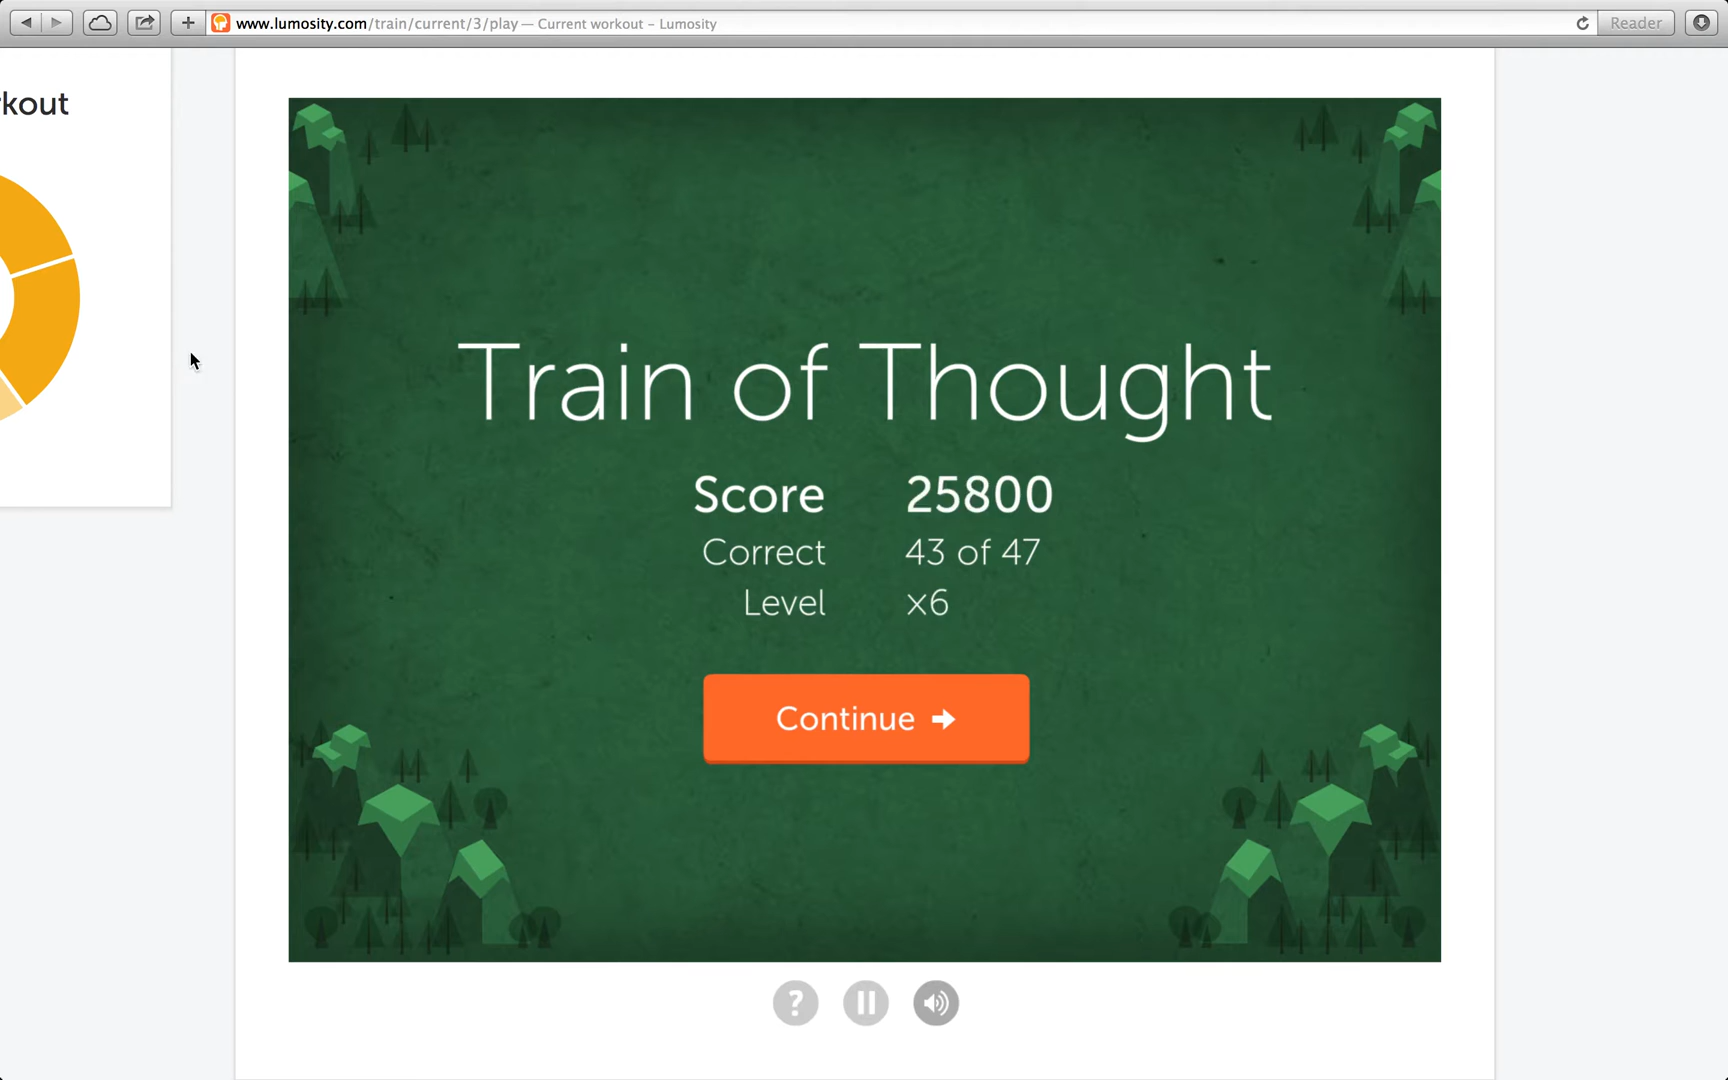 www.lumosity.com/train/current/3/play — Current workout – Lumosity
Reader
kout
Train of Thought
Score 25800
Correct 43 of 47
Level ×6
Continue
?